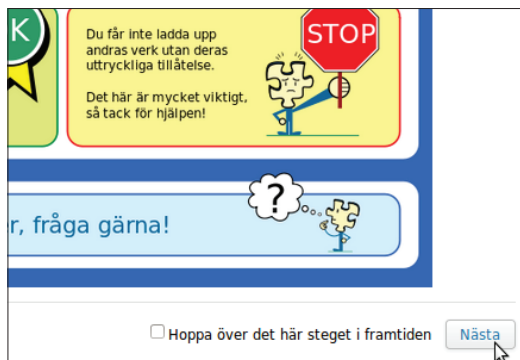 K
Du får inte ladda upp
andras verk utan deras
uttryckliga tillåtelse.
Det här är mycket viktigt,
så tack för hjälpen!
STOP
r, fråga gärna!
?
Hoppa över det här steget i framtiden
Nästa